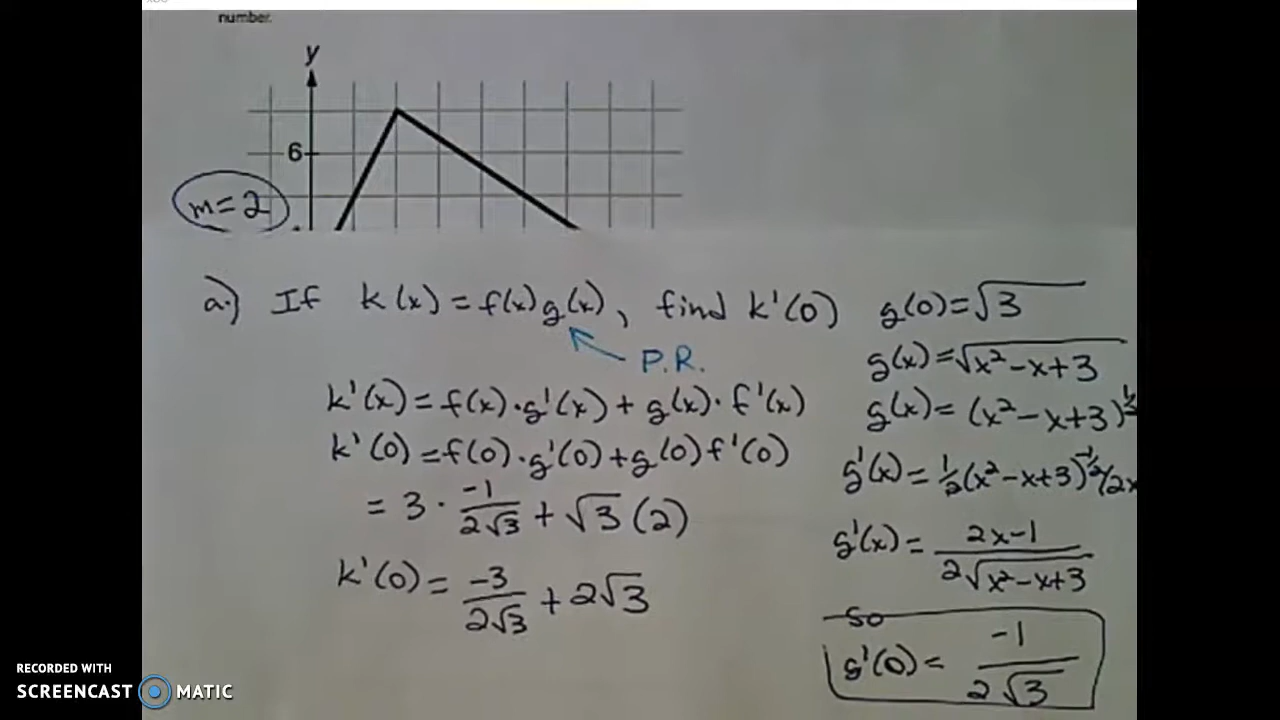 number.
y
6
m=2
a.) If k(x) = f(x)g(x), find k'(0)
P.R.
k'(x) = f(x)·g'(x) + g(x)·f'(x)
k'(0) = f(0)·g'(0) + g(0)f'(0)
= 3 · -1/(2√3) + √3(2)
k'(0) = -3/(2√3) + 2√3
g(0) = √3
g(x) = √(x²-x+3)
g(x) = (x²-x+3)
g'(x) = 1/2(x²-x+3)^(-1/2)(2x
g'(x) = (2x-1)/(2√(x²-x+3))
so
g'(0) = -1/(2√3)
RECORDED WITH
SCREENCAST MATIC